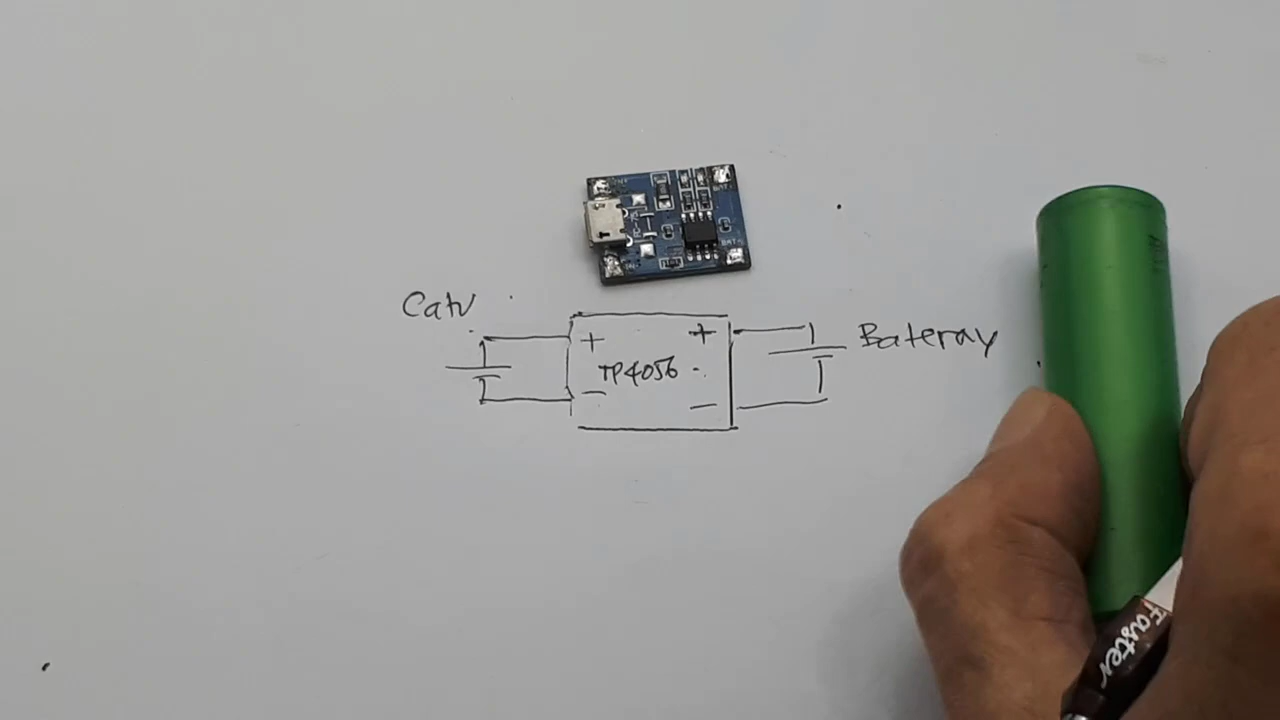 Catu
+
+
Bateray
TP4056
-
-
Faster